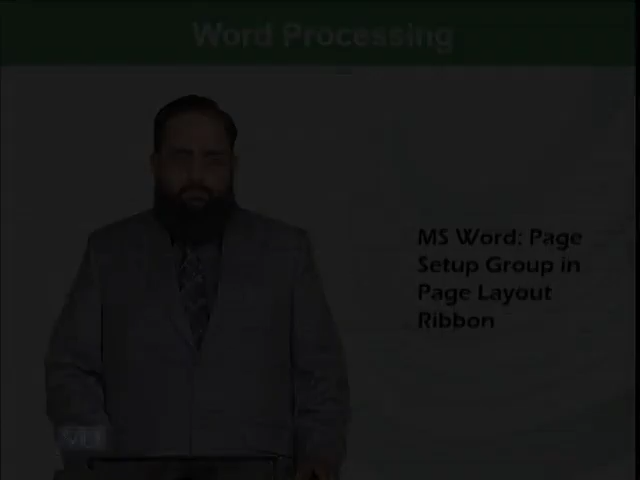 Word Processing
MS Word: Page
Setup Group in
Page Layout
Ribbon